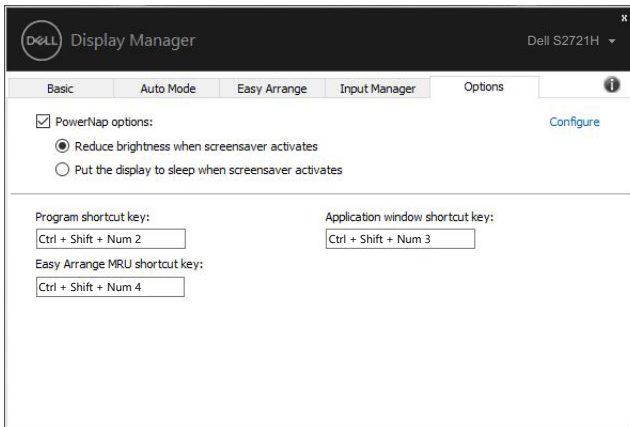 x
DELL Display Manager
Dell S2721H
Basic Auto Mode Easy Arrange Input Manager Options i
PowerNap options: Configure
Reduce brightness when screensaver activates
Put the display to sleep when screensaver activates
Program shortcut key: Application window shortcut key:
Ctrl + Shift + Num 2 Ctrl + Shift + Num 3
Easy Arrange MRU shortcut key:
Ctrl + Shift + Num 4